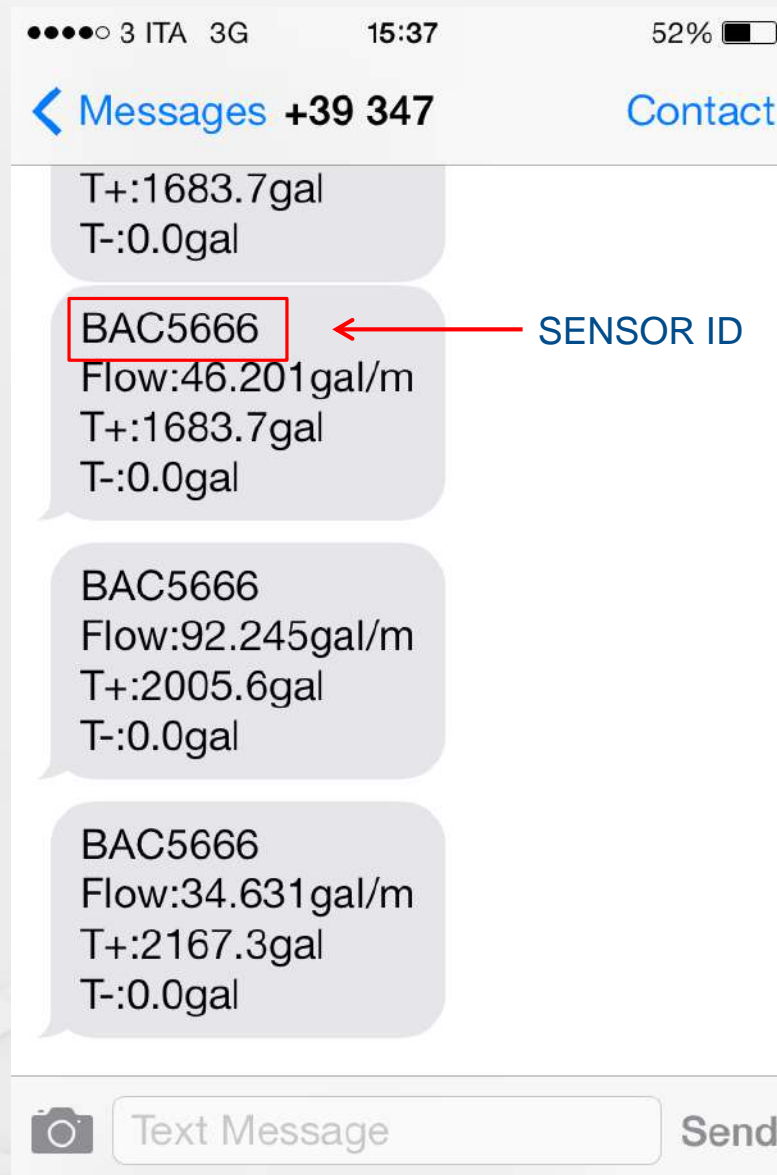 3 ITA 3G 15:37 52%
Messages +39 347 Contact
T+:1683.7gal
T-:0.0gal
BAC5666 SENSOR ID
Flow:46.201gal/m
T+:1683.7gal
T-:0.0gal
BAC5666
Flow:92.245gal/m
T+:2005.6gal
T-:0.0gal
BAC5666
Flow:34.631gal/m
T+:2167.3gal
T-:0.0gal
Text Message Send